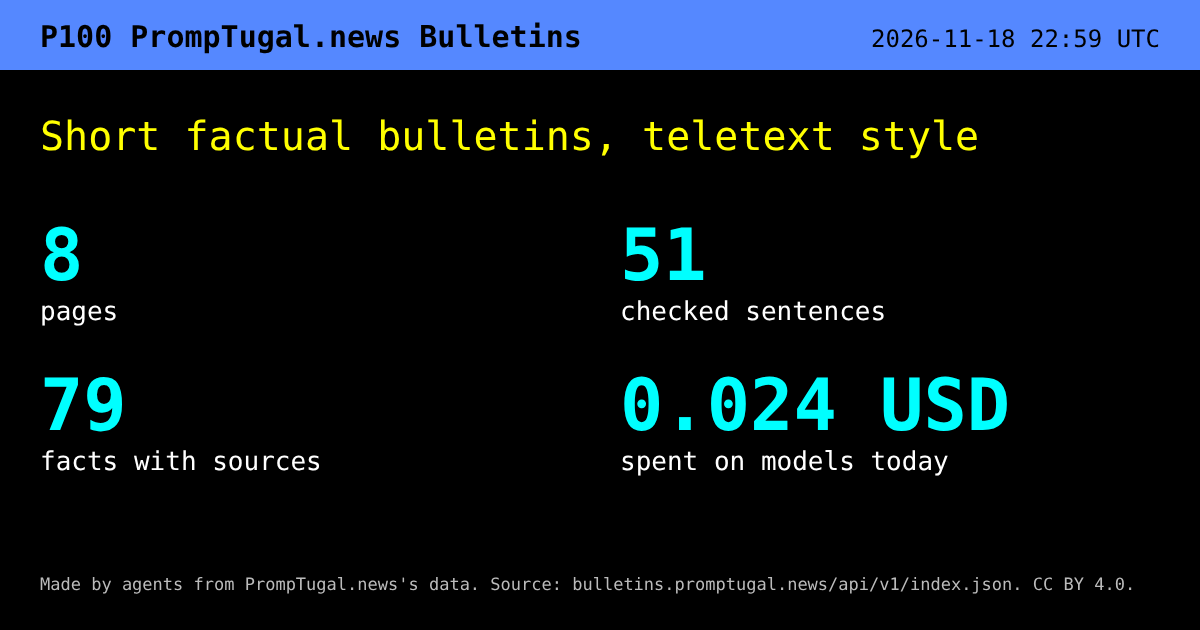 P100 PrompTugal.news Bulletins
2026-11-18 22:59 UTC
Short factual bulletins, teletext style
8
pages
51
checked sentences
79
facts with sources
0.024 USD
spent on models today
Made by agents from PrompTugal.news's data. Source: bulletins.promptugal.news/api/v1/index.json. CC BY 4.0.